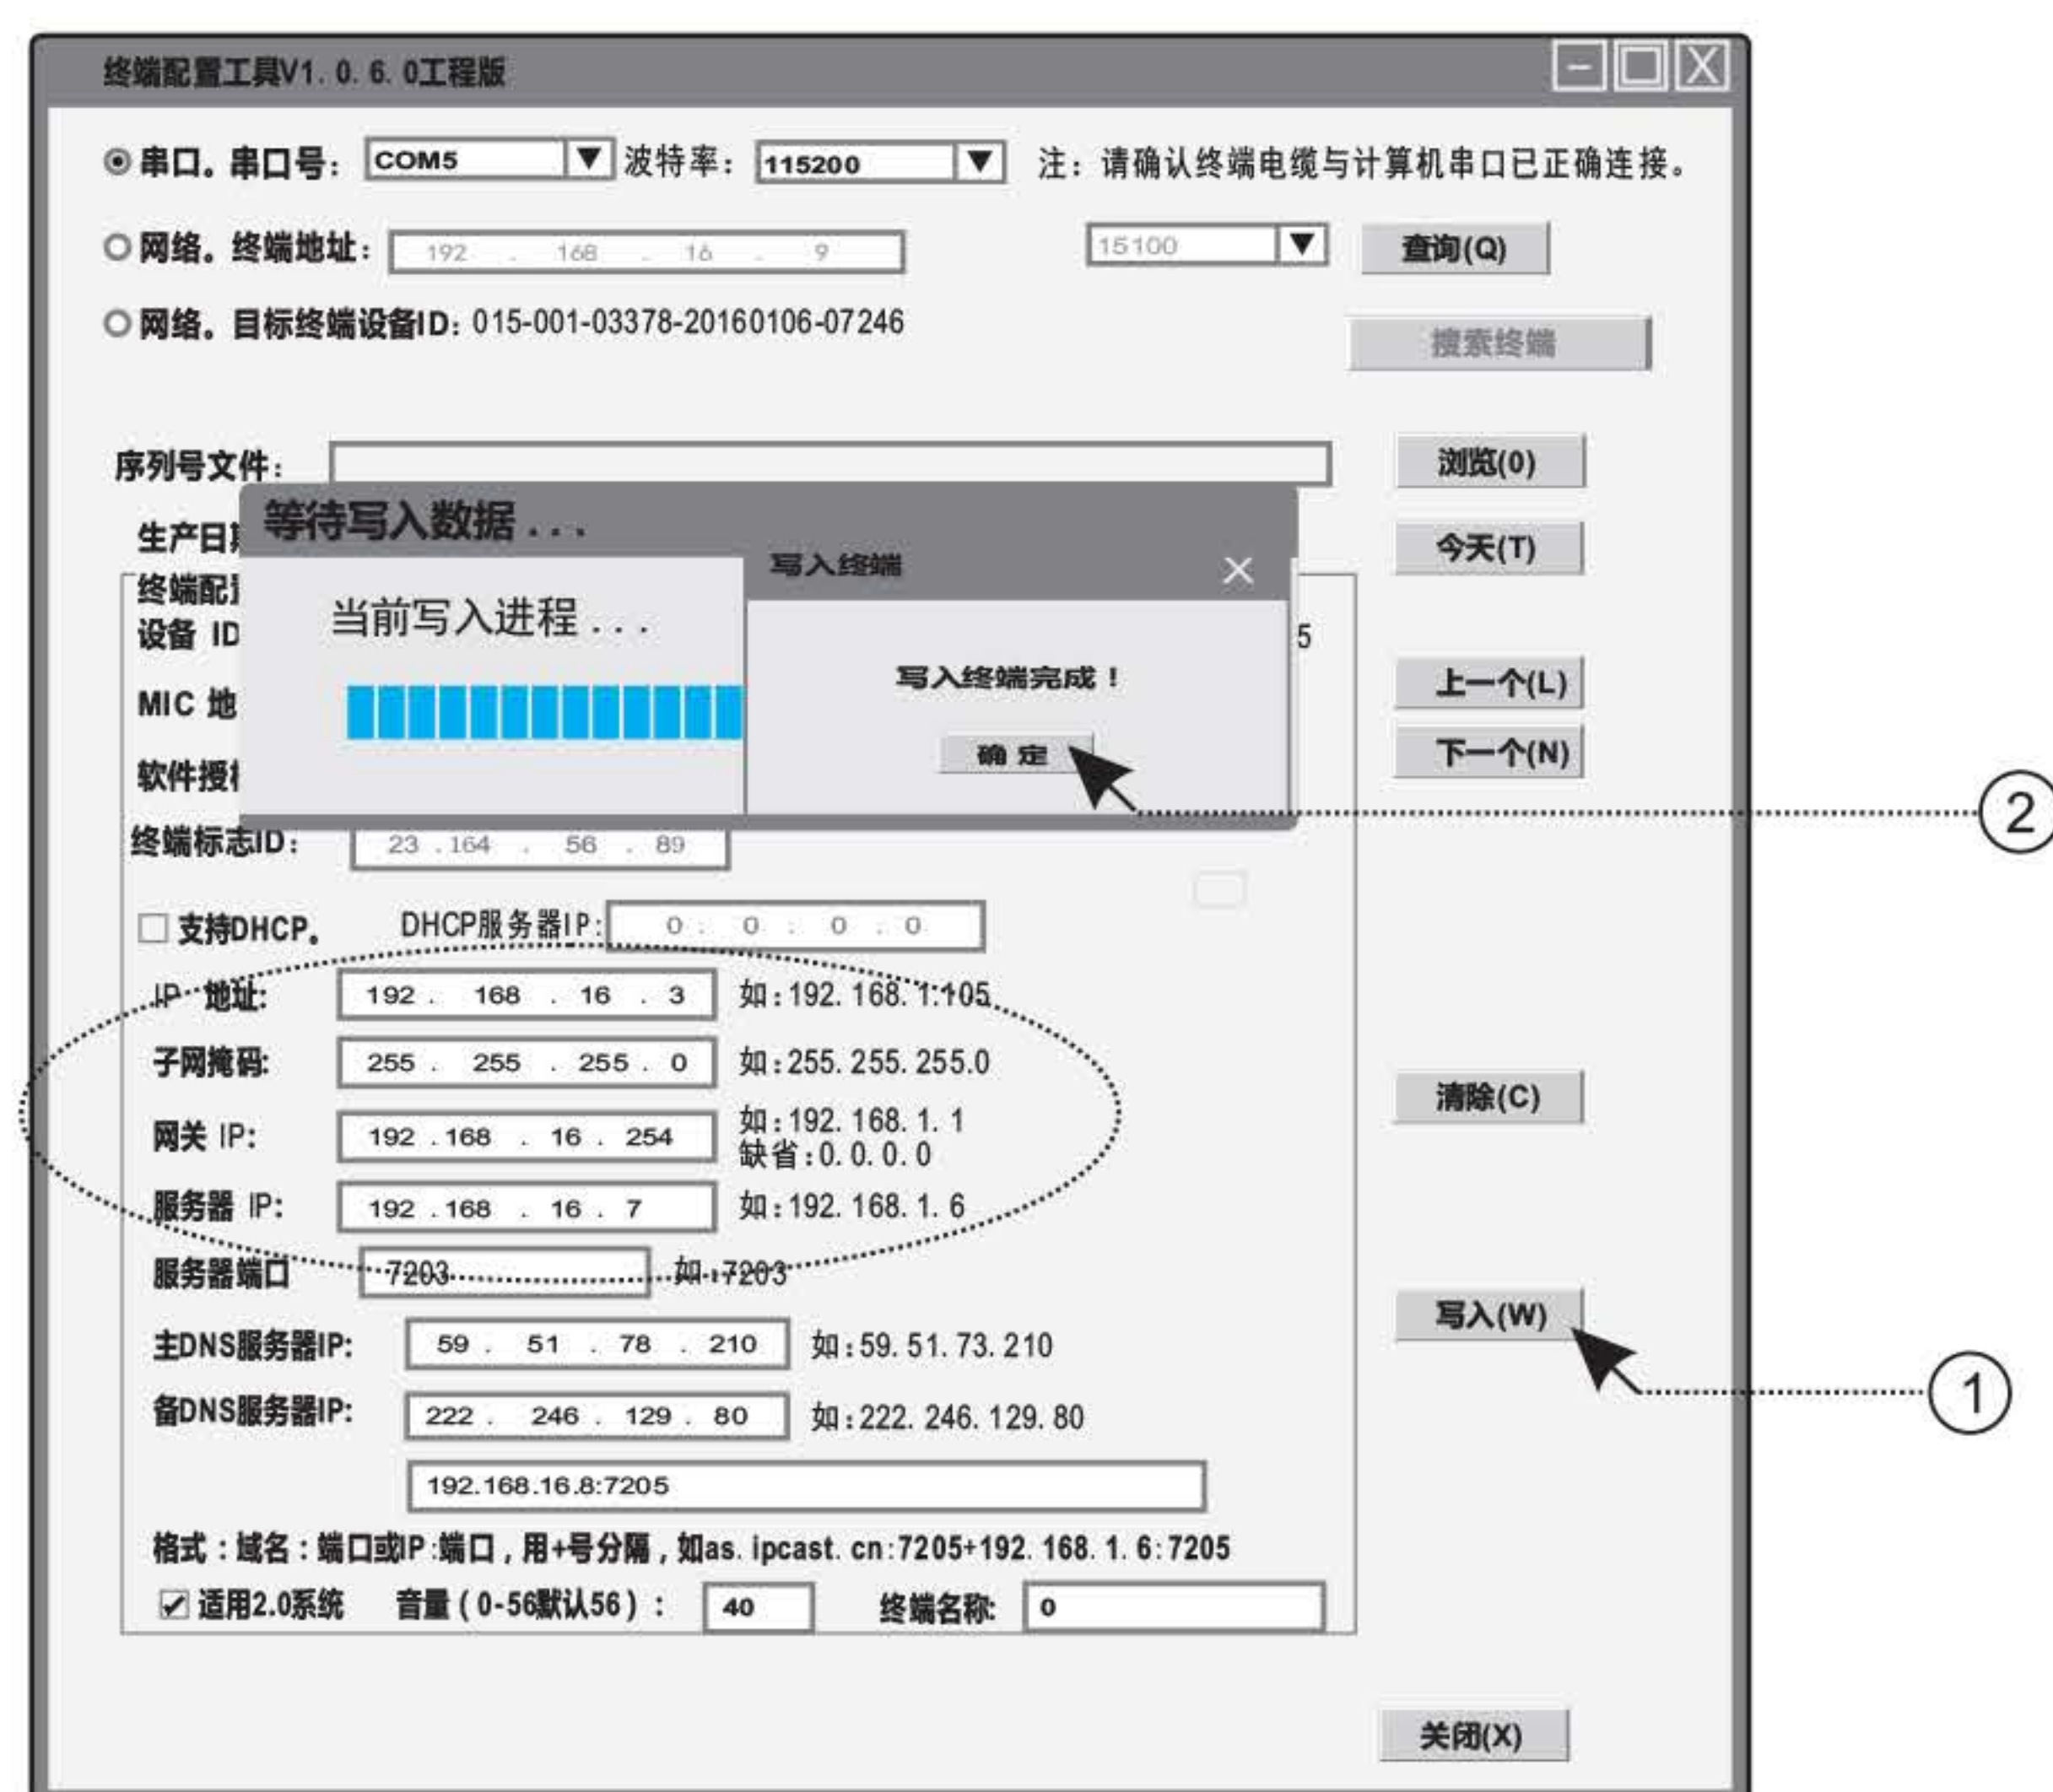 终端配置工具V1.0.6.0工程版
串口。串口号： COM5 波特率： 115200 注：请确认终端电缆与计算机串口已正确连接。
网络。终端地址： 192 . 168 . 16 . 9 15100 查询(Q)
网络。目标终端设备ID：015-001-03378-20160106-07246
搜索终端
序列号文件： 浏览(0)
等待写入数据...
生产日 今天(T)
写入终端 ×
终端配
当前写入进程...
设备 ID 5
写入终端完成！
上一个(L)
MIC 地
确定
下一个(N)
软件授
②
终端标志ID： 23 .164 . 56 . 89
支持DHCP。 DHCP服务器IP: 0 : 0 : 0 . 0
IP 地址: 192 . 168 . 16 . 3 如:192.168.1.105
子网掩码: 255 . 255 . 255 . 0 如:255.255.255.0
清除(C)
网关 IP: 192 .168 . 16 . 254 如:192.168.1.1
缺省:0.0.0.0
服务器 IP: 192 .168 . 16 . 7 如:192.168.1.6
服务器端口 7203 如:7203
写入(W)
主DNS服务器IP: 59 . 51 . 78 . 210 如:59.51.73.210
①
备DNS服务器IP: 222 . 246 . 129 . 80 如:222.246.129.80
192.168.16.8:7205
格式：域名：端口或IP:端口，用+号分隔，如as.ipcast.cn:7205+192.168.1.6:7205
适用2.0系统 音量（0-56默认56）： 40 终端名称: 0
关闭(X)